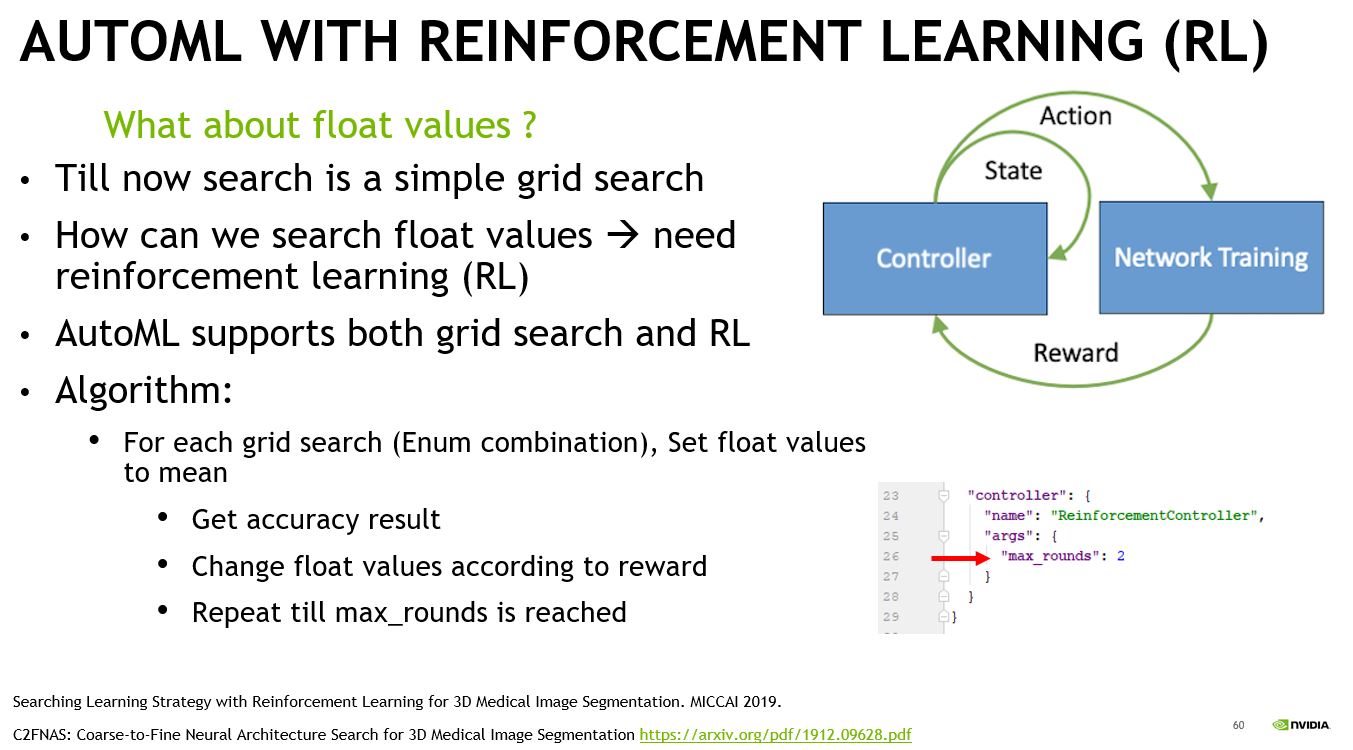 AUTOML WITH REINFORCEMENT LEARNING (RL)
What about float values ?
• Till now search is a simple grid search
• How can we search float values → need
reinforcement learning (RL)
• AutoML supports both grid search and RL
• Algorithm:
• For each grid search (Enum combination), Set float values
to mean
• Get accuracy result
• Change float values according to reward
• Repeat till max_rounds is reached
Action
State
Controller
Network Training
Reward
23 "controller": {
24 "name": "ReinforcementController",
25 "args": {
26 "max_rounds": 2
27 }
28 }
29 }
Searching Learning Strategy with Reinforcement Learning for 3D Medical Image Segmentation. MICCAI 2019.
C2FNAS: Coarse-to-Fine Neural Architecture Search for 3D Medical Image Segmentation https://arxiv.org/pdf/1912.09628.pdf
60
NVIDIA.